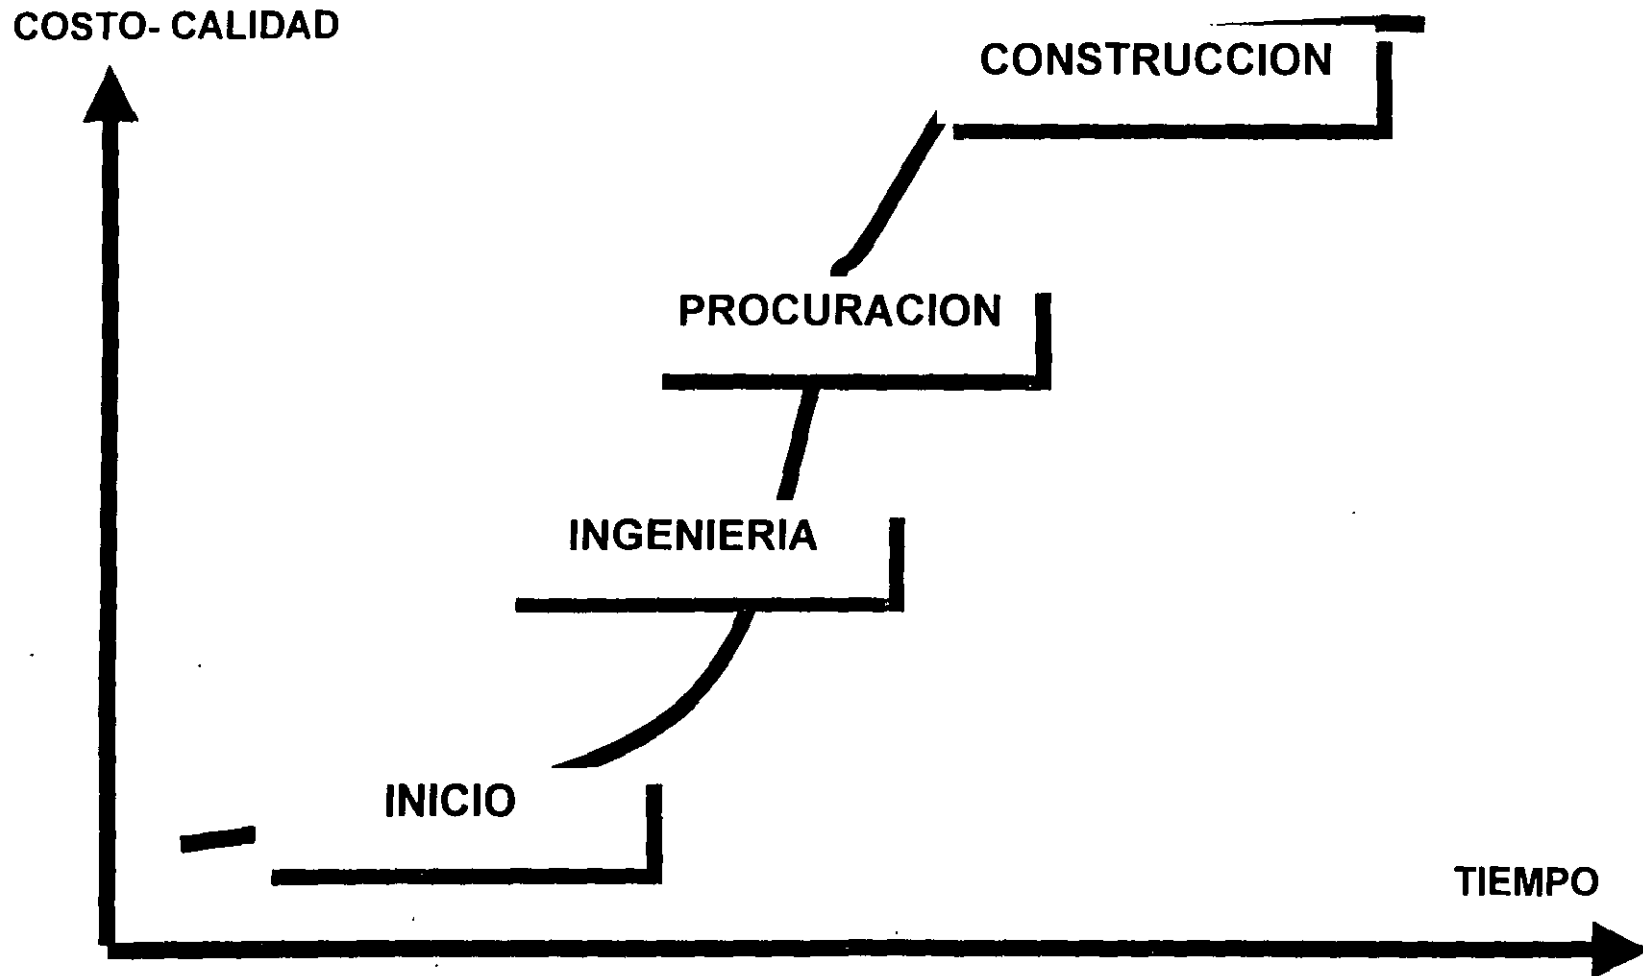 COSTO- CALIDAD
CONSTRUCCION
PROCURACION
INGENIERIA
INICIO
TIEMPO